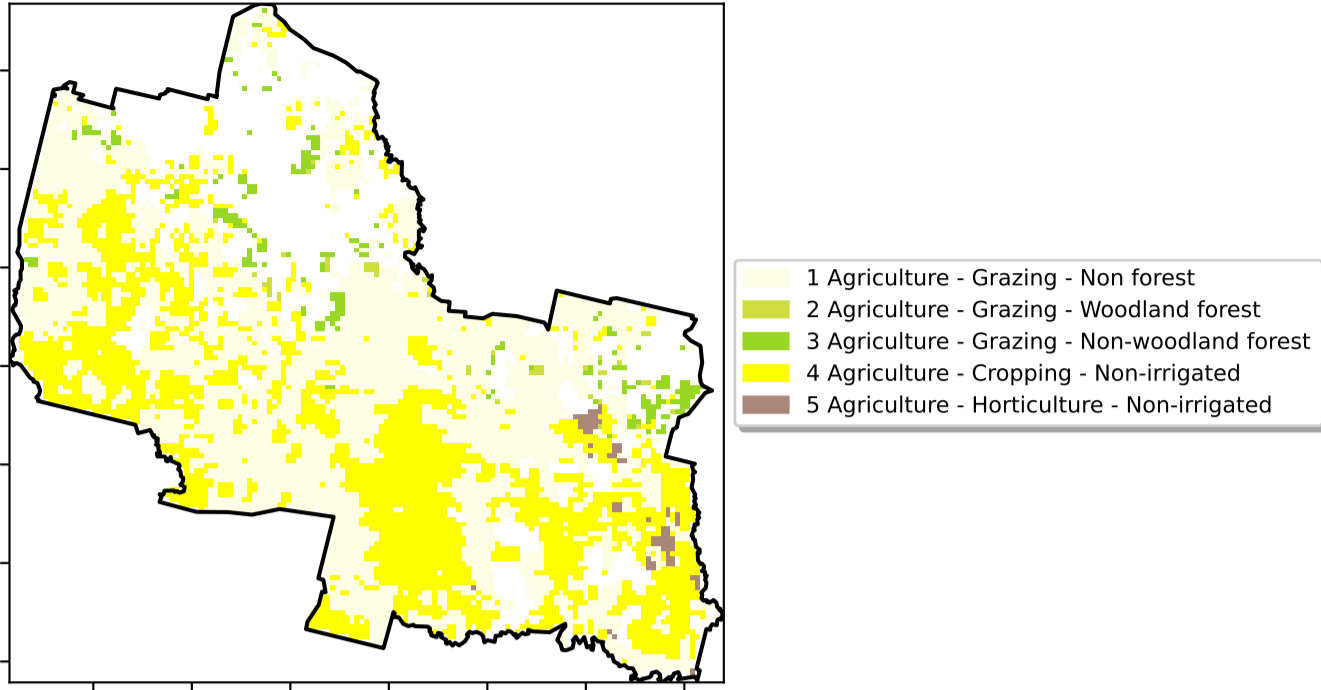 1 Agriculture - Grazing - Non forest
2 Agriculture - Grazing - Woodland forest
3 Agriculture - Grazing - Non-woodland forest
4 Agriculture - Cropping - Non-irrigated
5 Agriculture - Horticulture - Non-irrigated